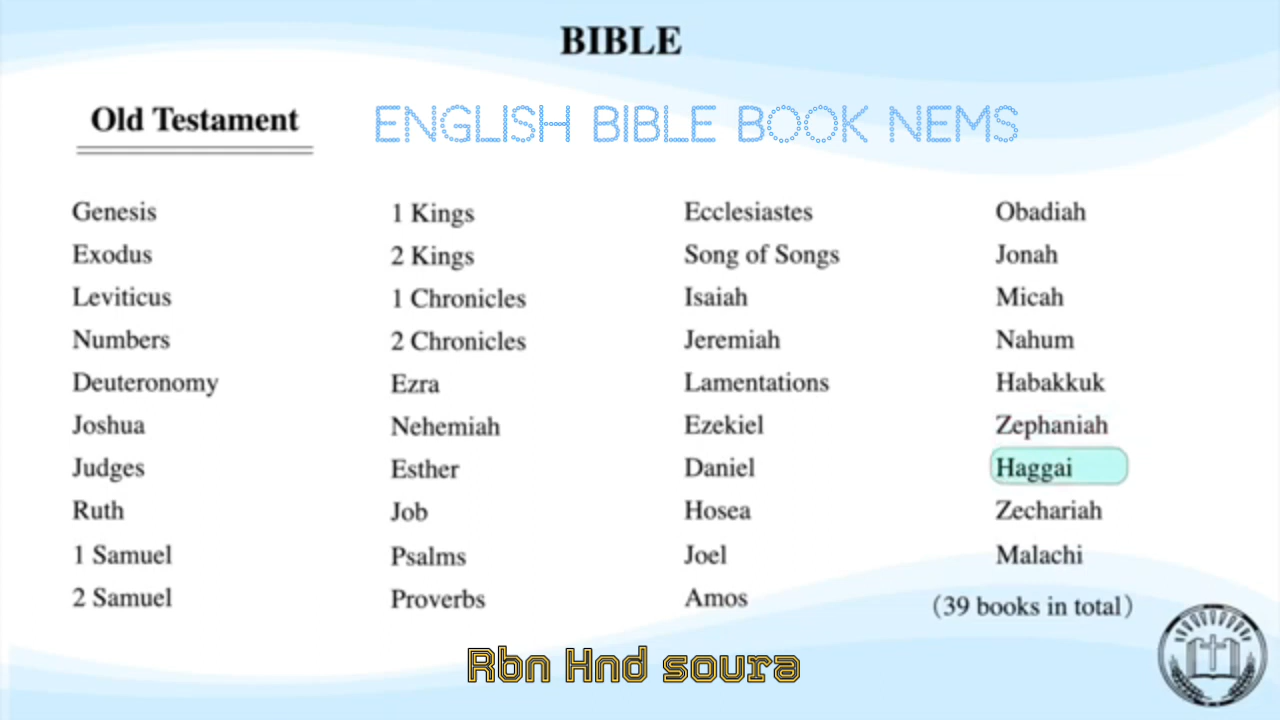 BIBLE
Old Testament
ENGLISH BIBLE BOOK NEMS
Genesis
Exodus
Leviticus
Numbers
Deuteronomy
Joshua
Judges
Ruth
1 Samuel
2 Samuel
1 Kings
2 Kings
1 Chronicles
2 Chronicles
Ezra
Nehemiah
Esther
Job
Psalms
Proverbs
Ecclesiastes
Song of Songs
Isaiah
Jeremiah
Lamentations
Ezekiel
Daniel
Hosea
Joel
Amos
Obadiah
Jonah
Micah
Nahum
Habakkuk
Zephaniah
Haggai
Zechariah
Malachi
(39 books in total)
Rbn Hnd soura